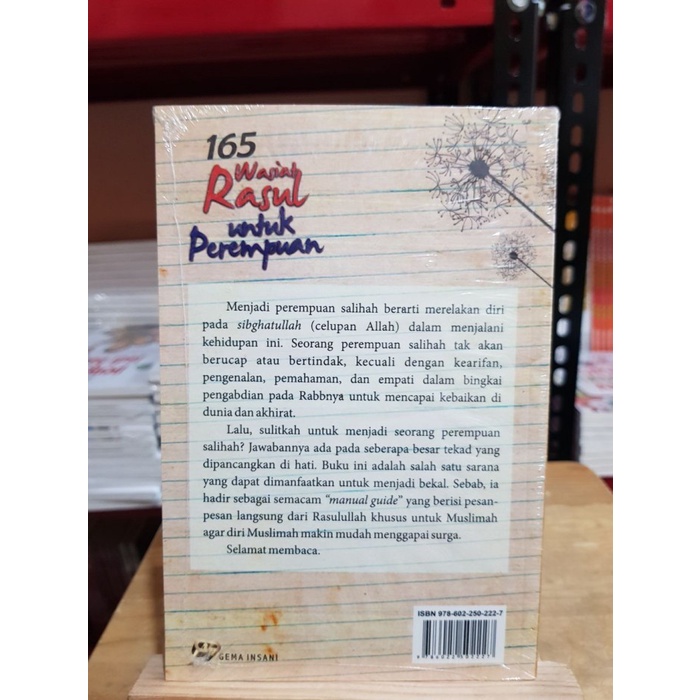 165
Wasiah
Rasul
untuk
Perempuan
Menjadi perempuan salihah berarti merelakan diri
pada sibghatullah (celupan Allah) dalam menjalani
kehidupan ini. Seorang perempuan salihah tak akan
berucap atau bertindak, kecuali dengan kearifan,
pengenalan, pemahaman, dan empati dalam bingkai
pengabdian pada Rabbnya untuk mencapai kebaikan di
dunia dan akhirat.
Lalu, sulitkah untuk menjadi seorang perempuan
salihah? Jawabannya ada pada seberapa besar tekad yang
dipancangkan di hati. Buku ini adalah salah satu sarana
yang dapat dimanfaatkan untuk menjadi bekal. Sebab, ia
hadir sebagai semacam “manual guide” yang berisi pesan-
pesan langsung dari Rasulullah khusus untuk Muslimah
agar diri Muslimah makin mudah menggapai surga.
Selamat membaca.
ISBN 978-602-250-222-7
GEMA INSANI